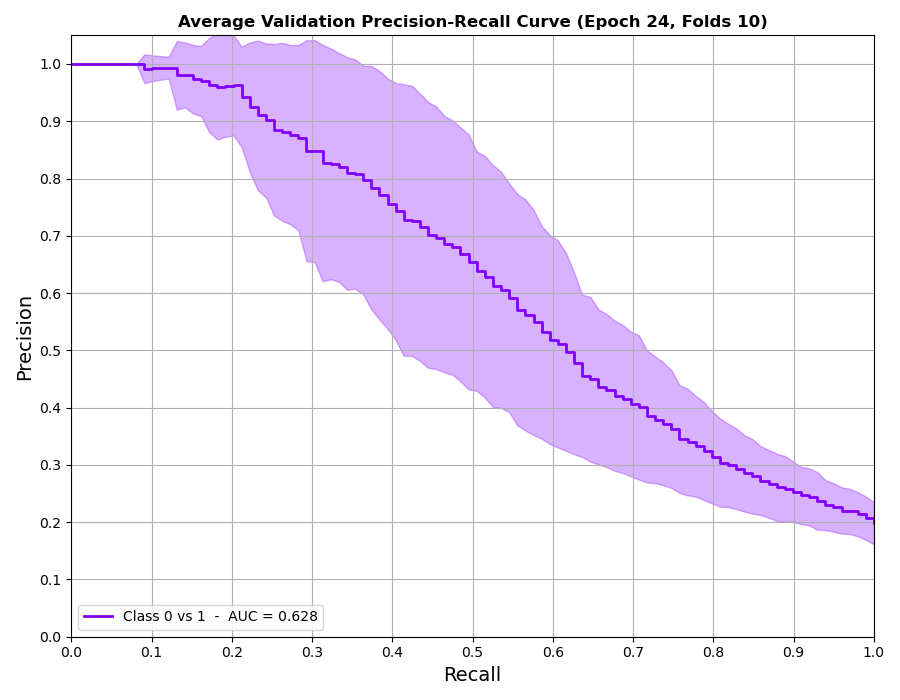 Average Validation Precision-Recall Curve (Epoch 24, Folds 10)
Precision
1.0
0.9
0.8
0.7
0.6
0.5
0.4
0.3
0.2
0.1
0.0
Class 0 vs 1  -  AUC = 0.628
0.0 0.1 0.2 0.3 0.4 0.5 0.6 0.7 0.8 0.9 1.0
Recall